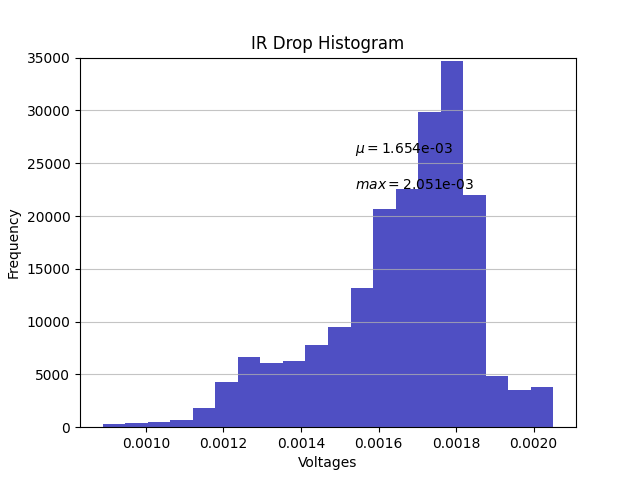 IR Drop Histogram
35000
30000
25000
20000
15000
10000
5000
0
Frequency
μ = 1.654e-03
max = 2.051e-03
0.0010 0.0012 0.0014 0.0016 0.0018 0.0020
Voltages